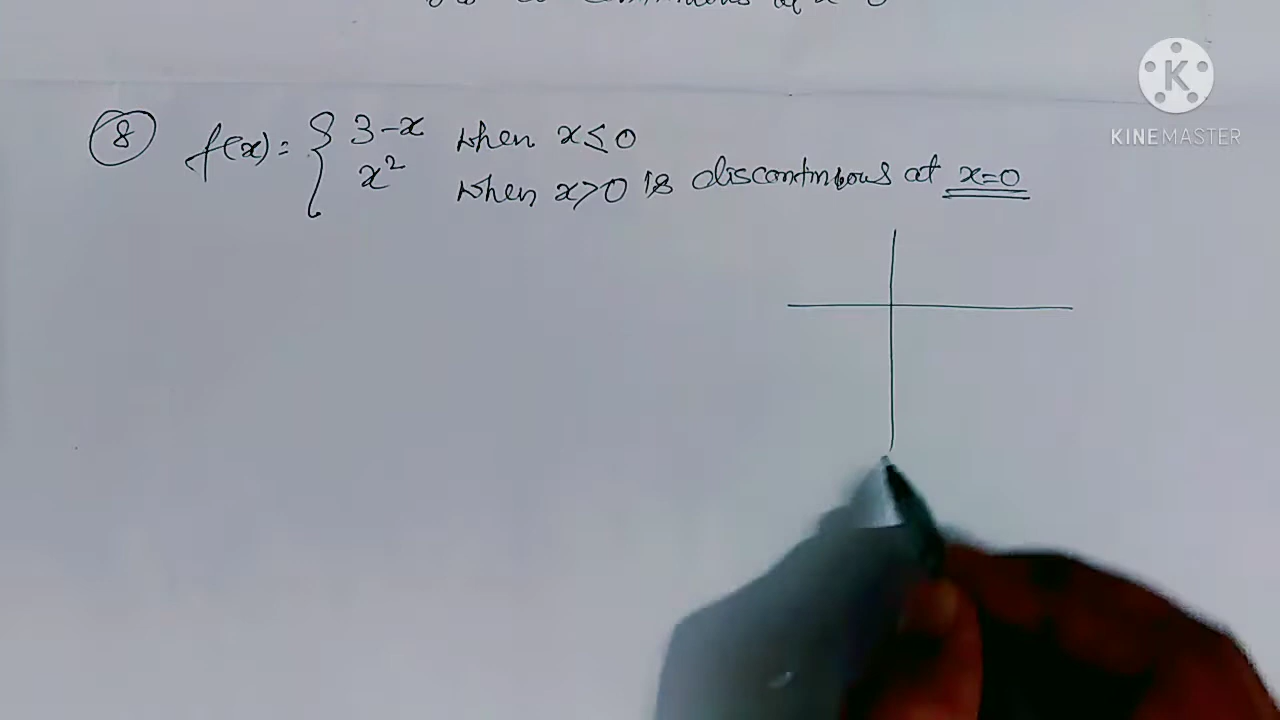 (8) f(x) = { 3-x when x ≤ 0
x² when x > 0 is discontinuous at x=0
KINEMASTER